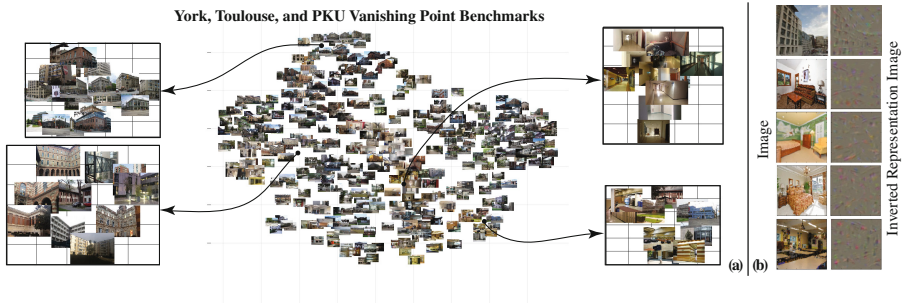 York, Toulouse, and PKU Vanishing Point Benchmarks
(a)
(b)
Image
Inverted Representation Image